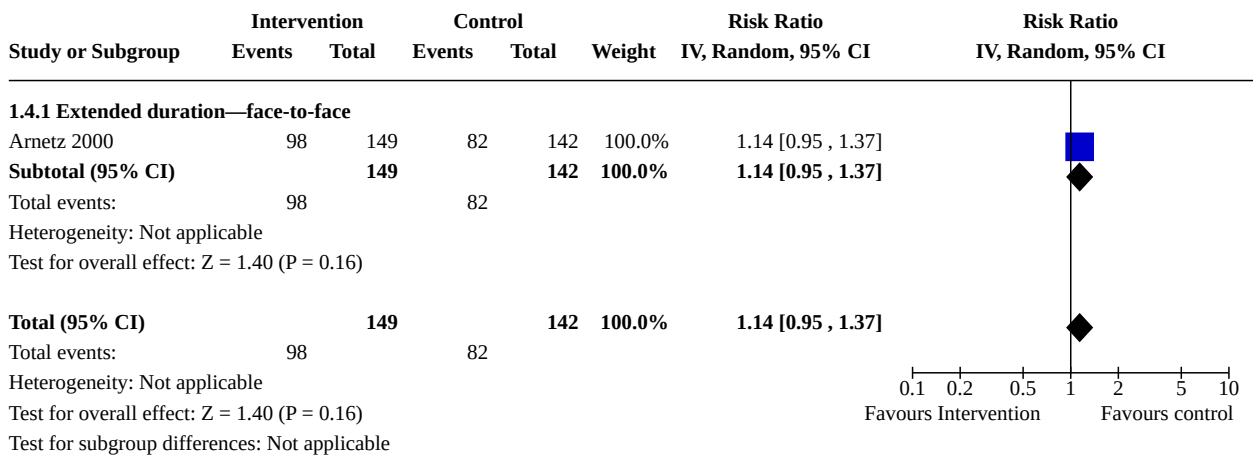 Intervention Control Risk Ratio Risk Ratio
Study or Subgroup Events Total Events Total Weight IV, Random, 95% CI IV, Random, 95% CI
1.4.1 Extended duration—face-to-face
Arnetz 2000 98 149 82 142 100.0% 1.14 [0.95 , 1.37]
Subtotal (95% CI) 149 142 100.0% 1.14 [0.95 , 1.37]
Total events: 98 82
Heterogeneity: Not applicable
Test for overall effect: Z = 1.40 (P = 0.16)
Total (95% CI) 149 142 100.0% 1.14 [0.95 , 1.37]
Total events: 98 82
Heterogeneity: Not applicable 0.1 0.2 0.5 1 2 5 10
Test for overall effect: Z = 1.40 (P = 0.16) Favours Intervention Favours control
Test for subgroup differences: Not applicable